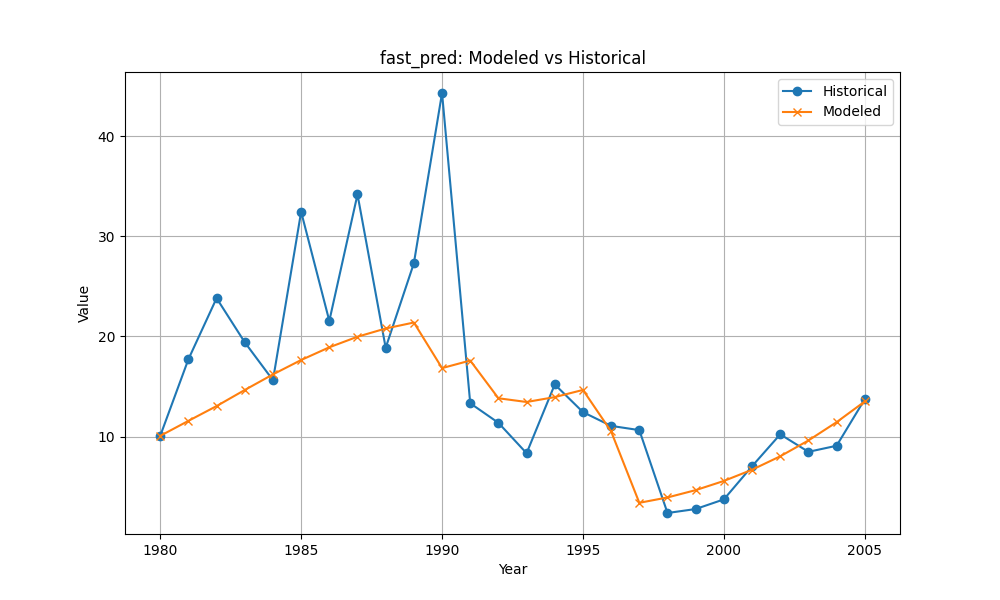 fast_pred: Modeled vs Historical
Historical
Modeled
Value
40
30
20
10
1980 1985 1990 1995 2000 2005
Year